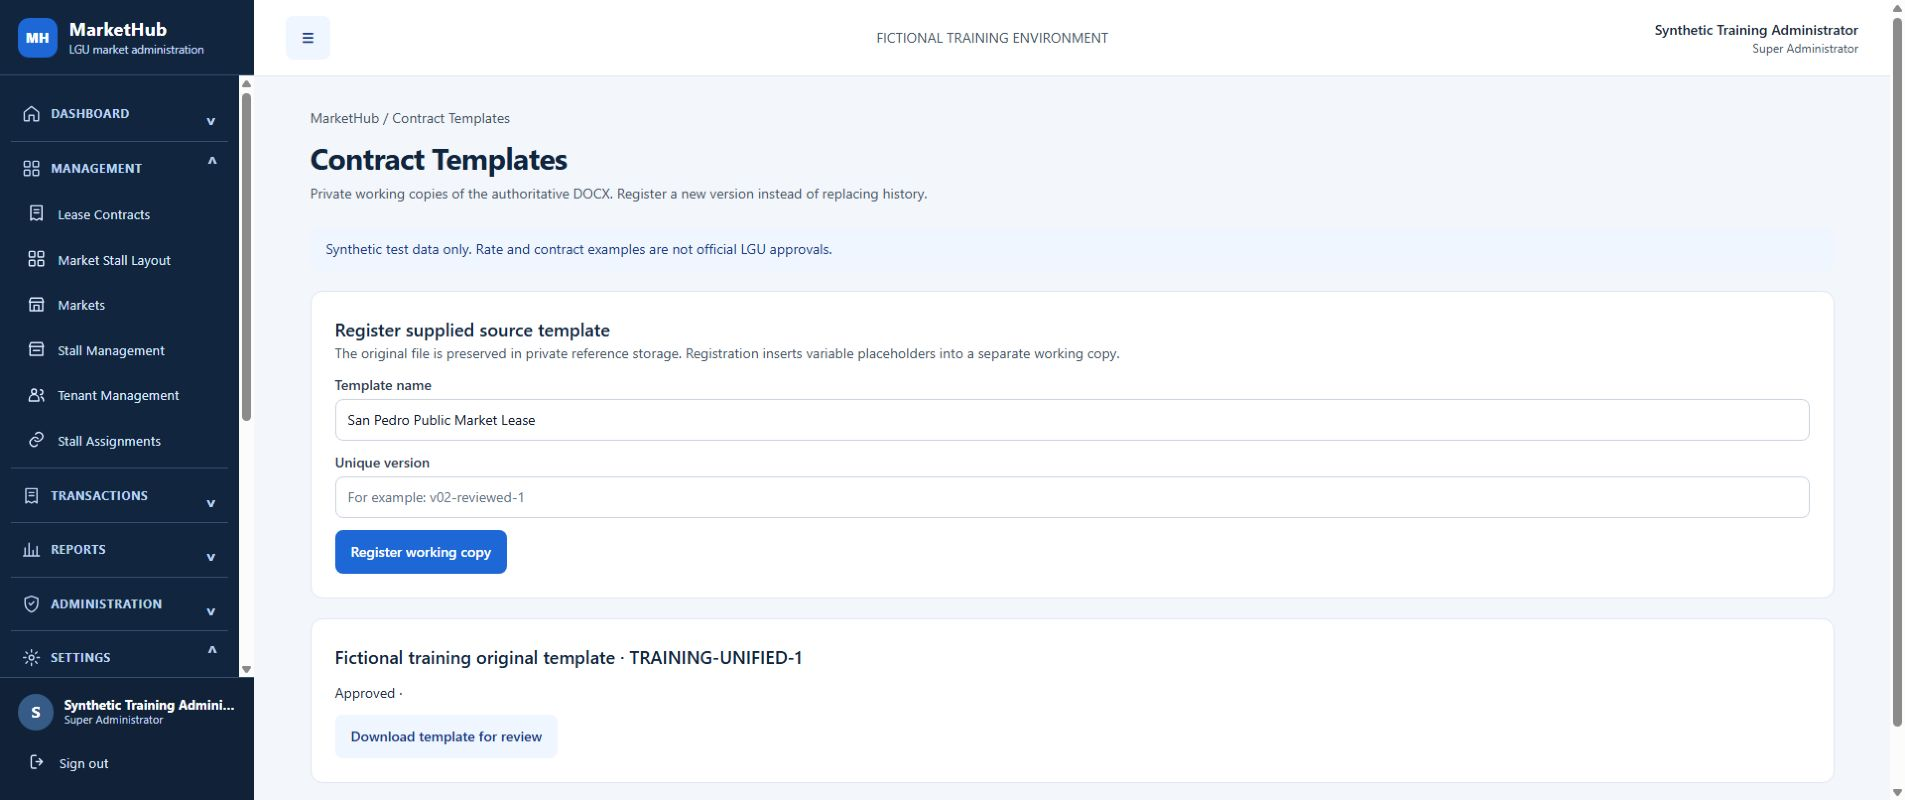 MH
MarketHub
LGU market administration
DASHBOARD
MANAGEMENT
Lease Contracts
Market Stall Layout
Markets
Stall Management
Tenant Management
Stall Assignments
TRANSACTIONS
REPORTS
ADMINISTRATION
SETTINGS
S
Synthetic Training Admini...
Super Administrator
Sign out
FICTIONAL TRAINING ENVIRONMENT
Synthetic Training Administrator
Super Administrator
MarketHub / Contract Templates
Contract Templates
Private working copies of the authoritative DOCX. Register a new version instead of replacing history.
Synthetic test data only. Rate and contract examples are not official LGU approvals.
Register supplied source template
The original file is preserved in private reference storage. Registration inserts variable placeholders into a separate working copy.
Template name
San Pedro Public Market Lease
Unique version
For example: v02-reviewed-1
Register working copy
Fictional training original template · TRAINING-UNIFIED-1
Approved ·
Download template for review